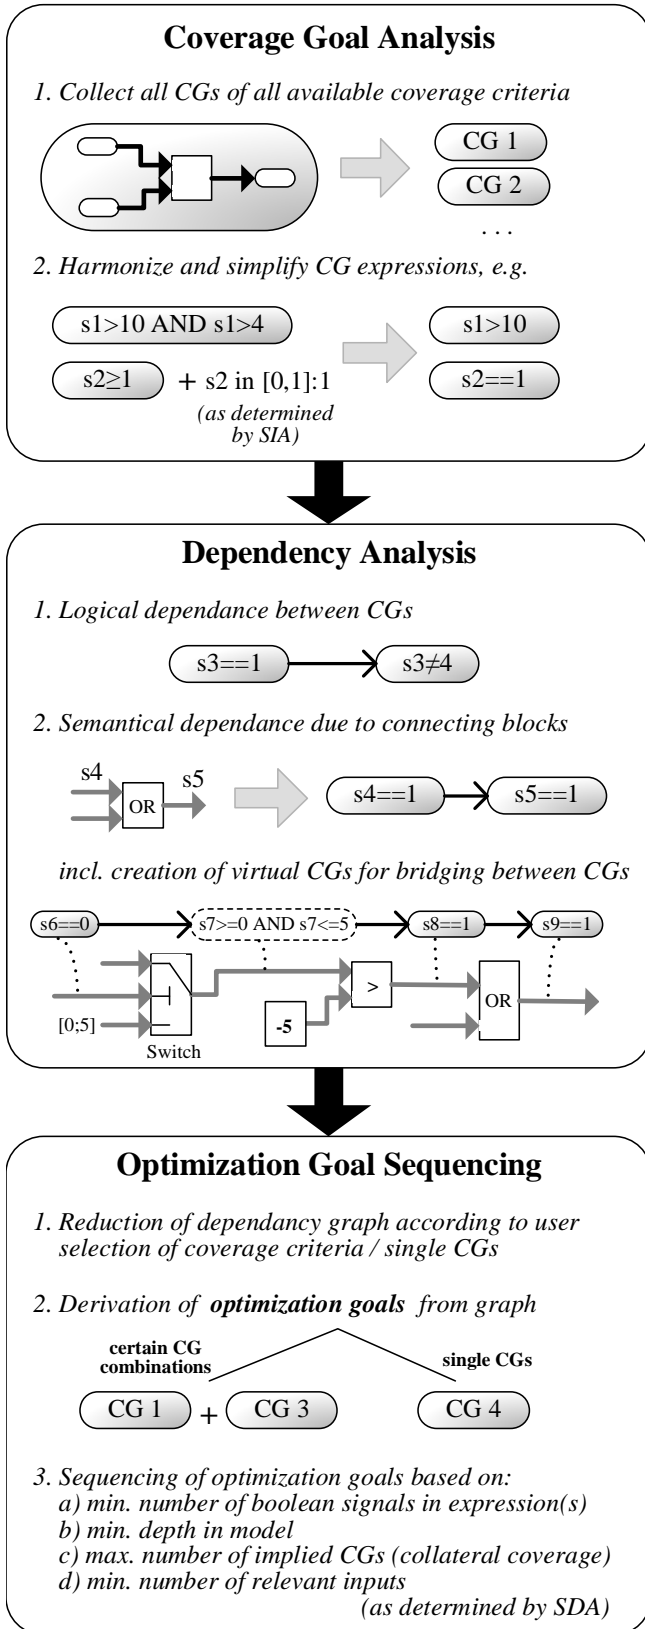 Coverage Goal Analysis
1. Collect all CGs of all available coverage criteria
CG 1
CG 2
. . .
2. Harmonize and simplify CG expressions, e.g.
s1>10 AND s1>4
s1>10
s2≥1
+ s2 in [0,1]:1
s2==1
(as determined
by SIA)
Dependency Analysis
1. Logical dependance between CGs
s3==1
s3≠4
2. Semantical dependance due to connecting blocks
s4
s5
OR
s4==1
s5==1
incl. creation of virtual CGs for bridging between CGs
s6==0
s7>=0 AND s7<=5
s8==1
s9==1
>
OR
[0;5]
-5
Switch
Optimization Goal Sequencing
1. Reduction of dependancy graph according to user
selection of coverage criteria / single CGs
2. Derivation of optimization goals from graph
certain CG
combinations
single CGs
CG 1 + CG 3
CG 4
3. Sequencing of optimization goals based on:
a) min. number of boolean signals in expression(s)
b) min. depth in model
c) max. number of implied CGs (collateral coverage)
d) min. number of relevant inputs
(as determined by SDA)